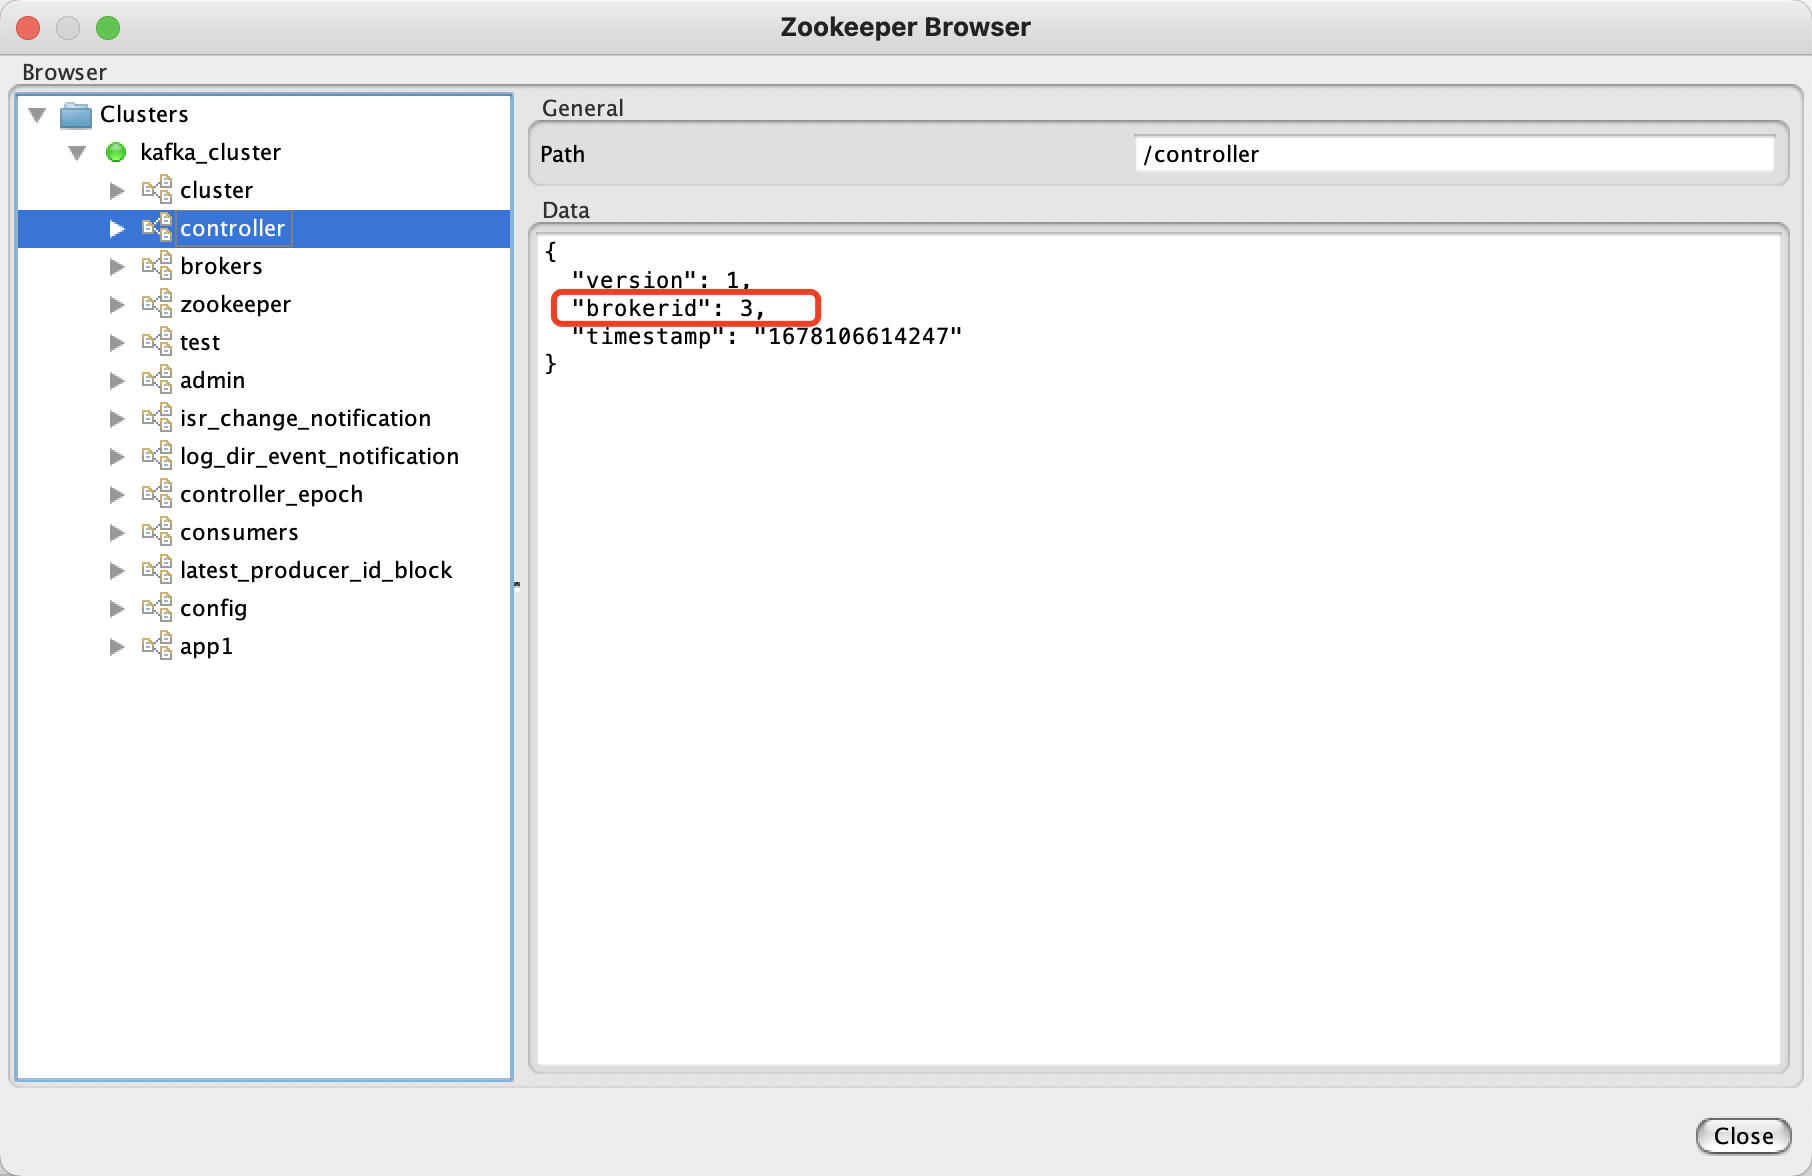 Zookeeper Browser
Browser
Clusters
kafka_cluster
cluster
controller
brokers
zookeeper
test
admin
isr_change_notification
log_dir_event_notification
controller_epoch
consumers
latest_producer_id_block
config
app1
General
Path /controller
Data
{
  "version": 1,
  "brokerid": 3,
  "timestamp": "1678106614247"
}
Close